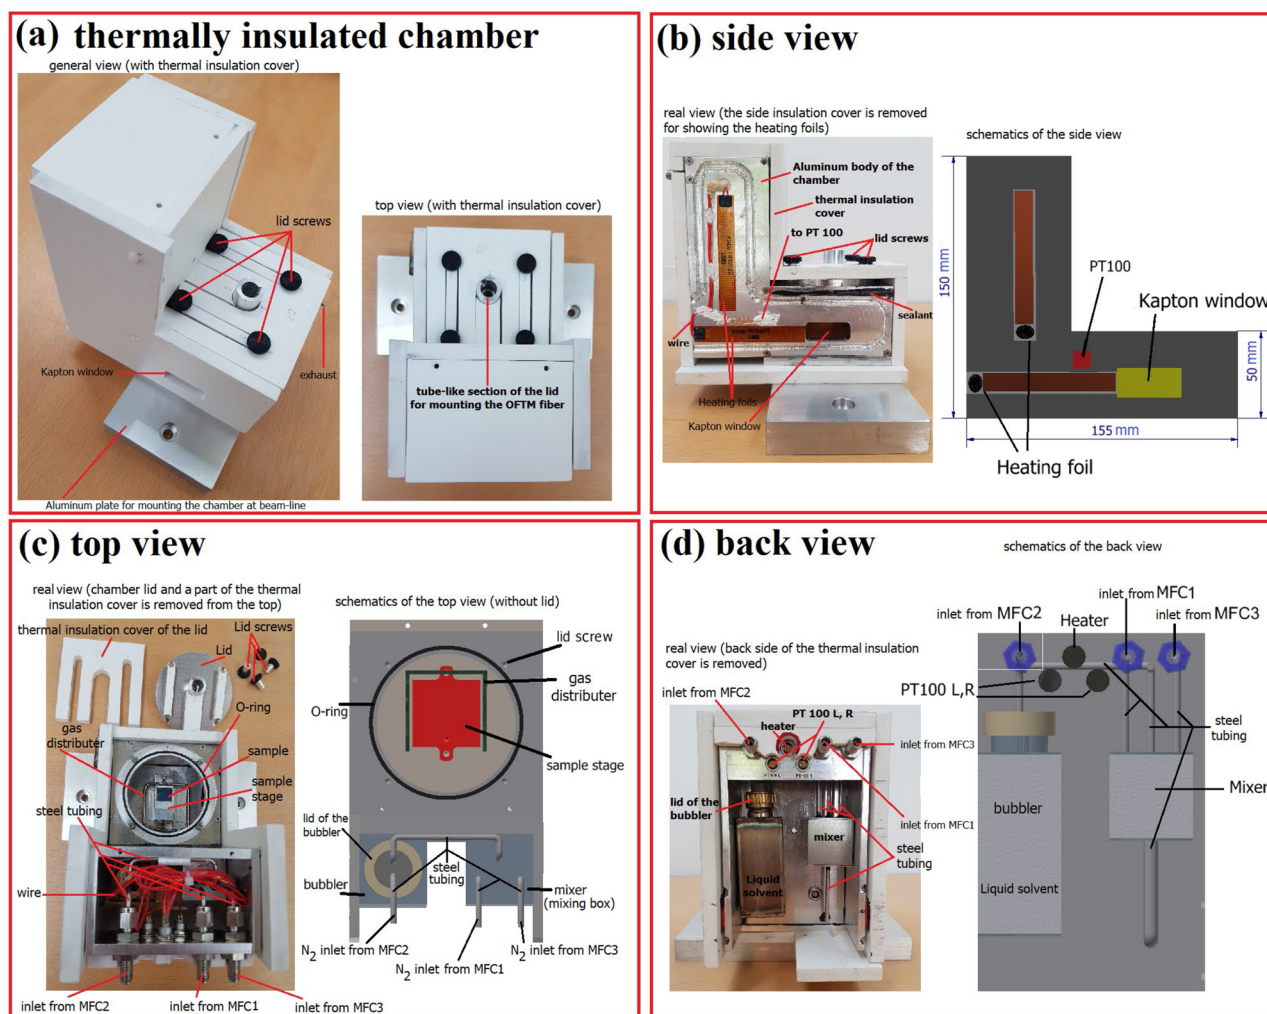 (a) thermally insulated chamber
general view (with thermal insulation cover)
lid screws
Kapton window
exhaust
Aluminum plate for mounting the chamber at beam-line
top view (with thermal insulation cover)
tube-like section of the lid
for mounting the OFTM fiber
(b) side view
real view (the side insulation cover is removed
for showing the heating foils)
Aluminum body of the
chamber
thermal insulation
cover
to PT 100
lid screws
sealant
wire
Heating foils
Kapton window
schematics of the side view
150 mm
PT100
Kapton window
50 mm
155 mm
Heating foil
(c) top view
real view (chamber lid and a part of the thermal
insulation cover is removed from the top)
thermal insulation cover of the lid
Lid screws
Lid
O-ring
gas
distributer
sample
sample
stage
steel tubing
wire
inlet from MFC2
inlet from MFC1
inlet from MFC3
schematics of the top view (without lid)
lid screw
gas
distributer
O-ring
sample stage
lid of the
bubbler
bubbler
steel
tubing
mixer
(mixing box)
N2 inlet from MFC2
N2 inlet from MFC1
N2 inlet from MFC3
(d) back view
real view (back side of the thermal insulation
cover is removed)
inlet from MFC2
PT 100 L, R
heater
inlet from MFC3
lid of the
bubbler
mixer
inlet from MFC1
steel
tubing
Liquid
solvent
schematics of the back view
inlet from MFC2
Heater
inlet from MFC1
inlet from MFC3
PT100 L,R
steel
tubing
Mixer
bubbler
Liquid solvent